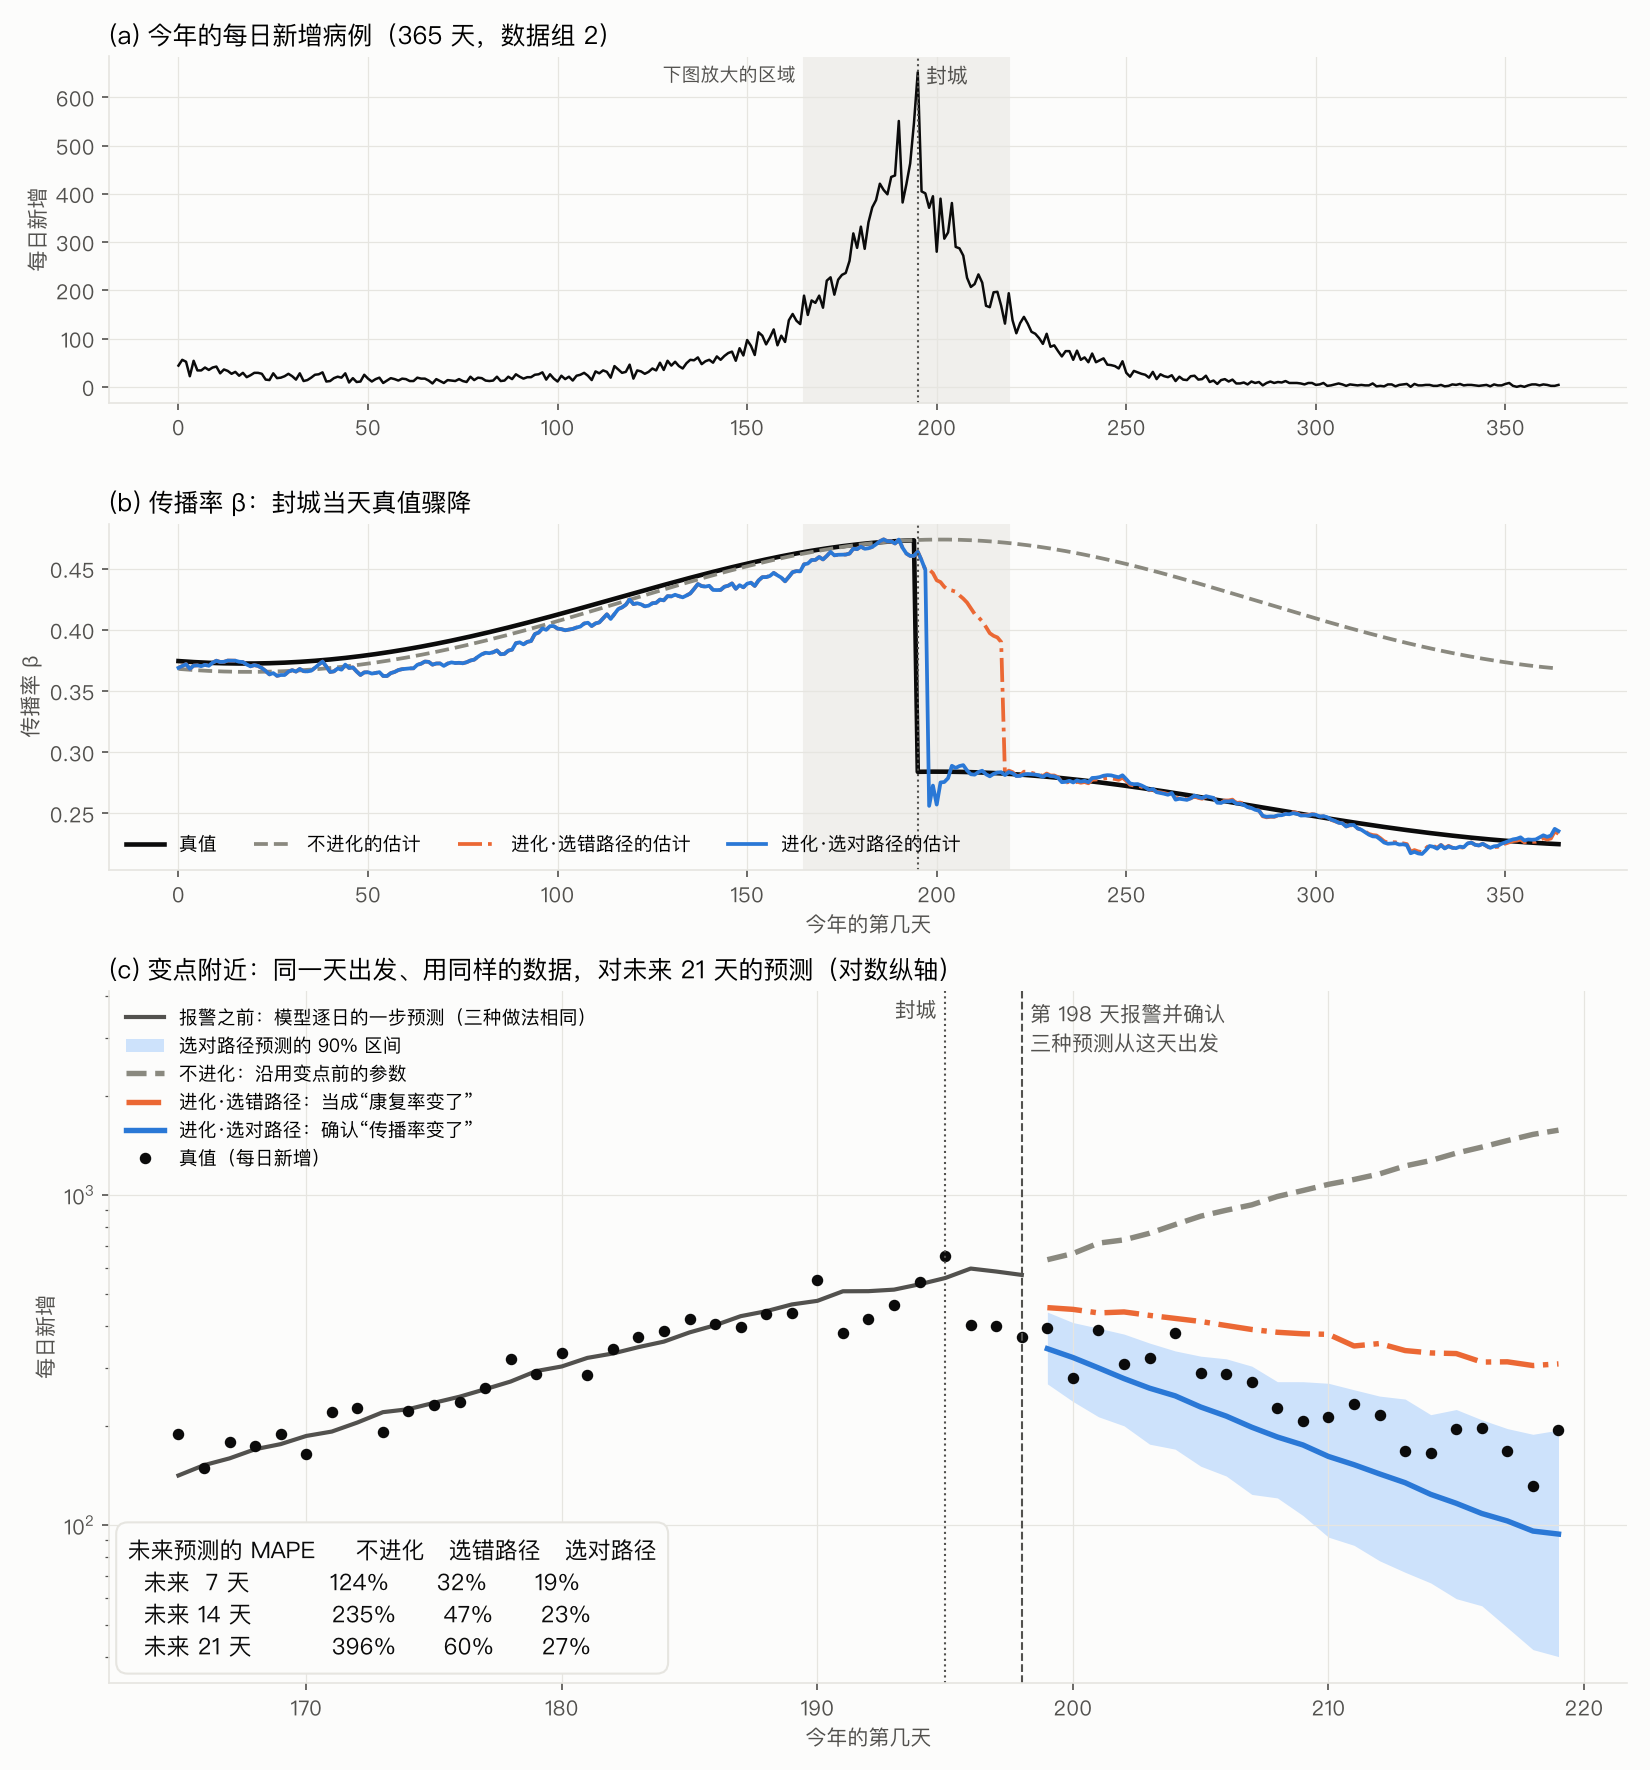 (a) 今年的每日新增病例（365 天，数据组 2）
下图放大的区域
封城
每日新增
600
500
400
300
200
100
0
0 50 100 150 200 250 300 350
(b) 传播率 β：封城当天真值骤降
传播率 β
0.45
0.40
0.35
0.30
0.25
真值 不进化的估计 进化·选错路径的估计 进化·选对路径的估计
0 50 100 150 200 250 300 350
今年的第几天
(c) 变点附近：同一天出发、用同样的数据，对未来 21 天的预测（对数纵轴）
报警之前：模型逐日的一步预测（三种做法相同）
选对路径预测的 90% 区间
不进化：沿用变点前的参数
进化·选错路径：当成“康复率变了”
进化·选对路径：确认“传播率变了”
真值（每日新增）
封城
第 198 天报警并确认
三种预测从这天出发
每日新增
10³
10²
未来预测的 MAPE 不进化 选错路径 选对路径
未来 7 天 124% 32% 19%
未来 14 天 235% 47% 23%
未来 21 天 396% 60% 27%
170 180 190 200 210 220
今年的第几天